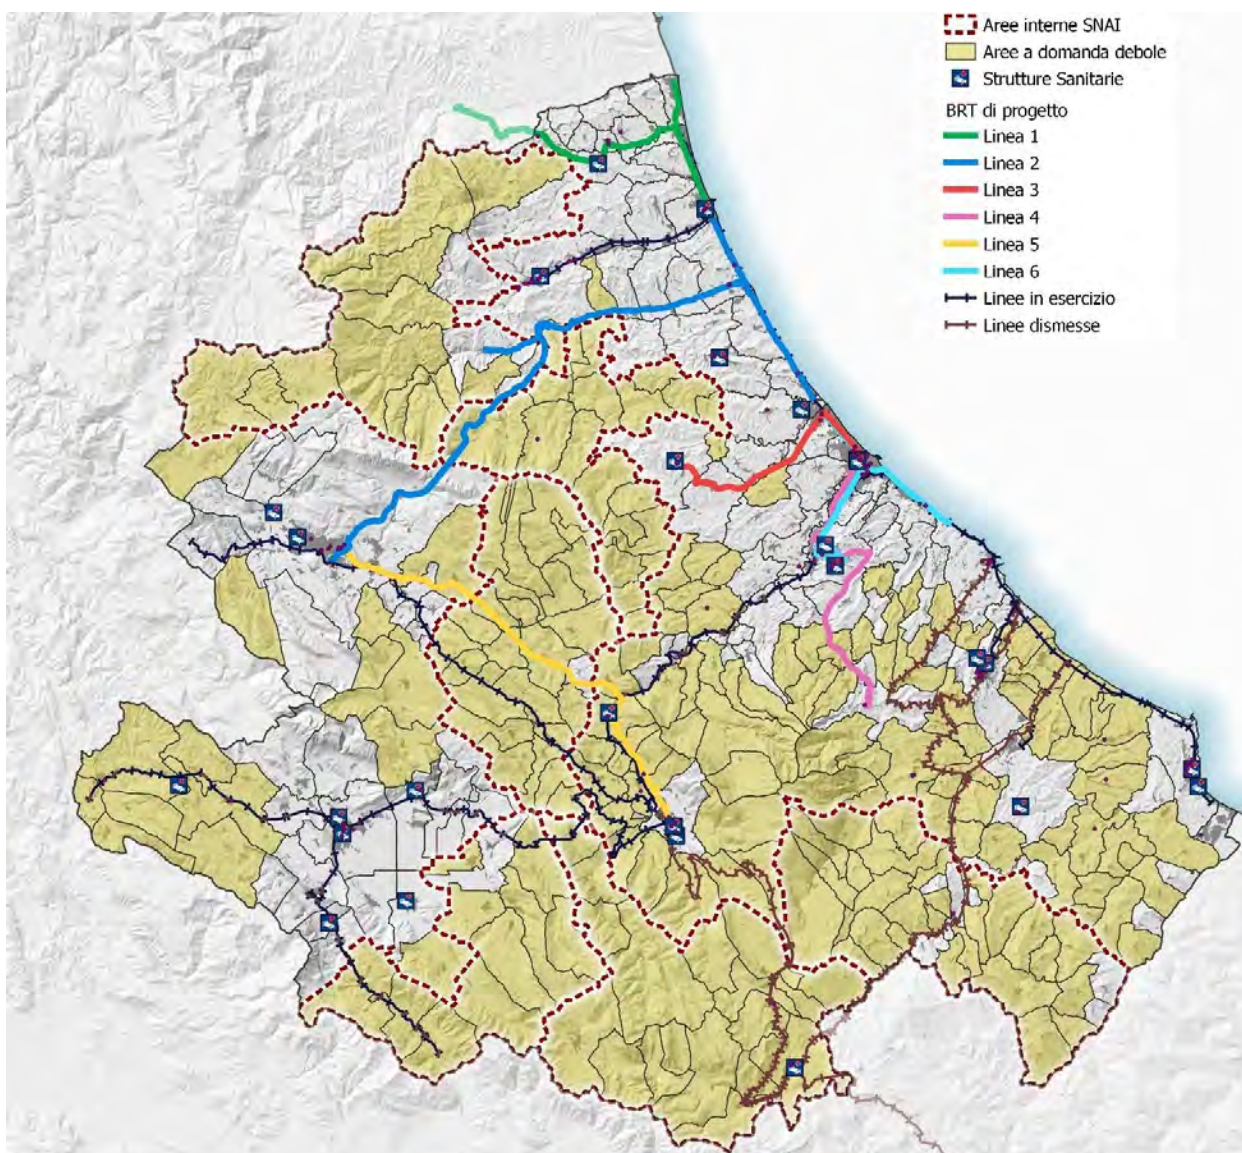 Aree interne SNAI
Aree a domanda debole
Strutture Sanitarie
BRT di progetto
Linea 1
Linea 2
Linea 3
Linea 4
Linea 5
Linea 6
Linee in esercizio
Linee dismesse